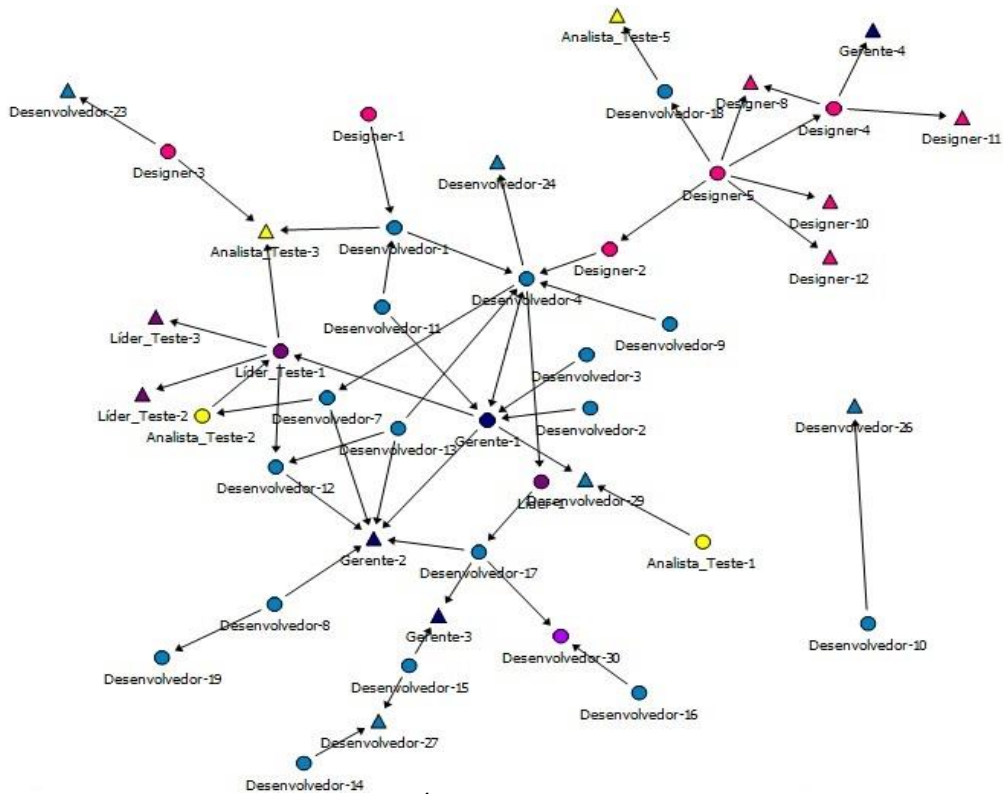 Analista_Teste-5
Gerente-4
Desenvolvedor-23
Desenvolvedor-18
Designer-8
Designer-4
Designer-11
Designer-1
Designer-3
Desenvolvedor-24
Designer-5
Designer-10
Analista_Teste-3
Desenvolvedor-1
Designer-2
Designer-12
Desenvolvedor-4
Desenvolvedor-11
Líder_Teste-3
Desenvolvedor-9
Líder_Teste-1
Desenvolvedor-3
Líder_Teste-2
Desenvolvedor-7
Analista_Teste-2
Desenvolvedor-13
Gerente-1
Desenvolvedor-2
Desenvolvedor-26
Desenvolvedor-12
Líder-1
Desenvolvedor-29
Gerente-2
Desenvolvedor-17
Analista_Teste-1
Desenvolvedor-8
Gerente-3
Desenvolvedor-30
Desenvolvedor-10
Desenvolvedor-19
Desenvolvedor-15
Desenvolvedor-16
Desenvolvedor-27
Desenvolvedor-14